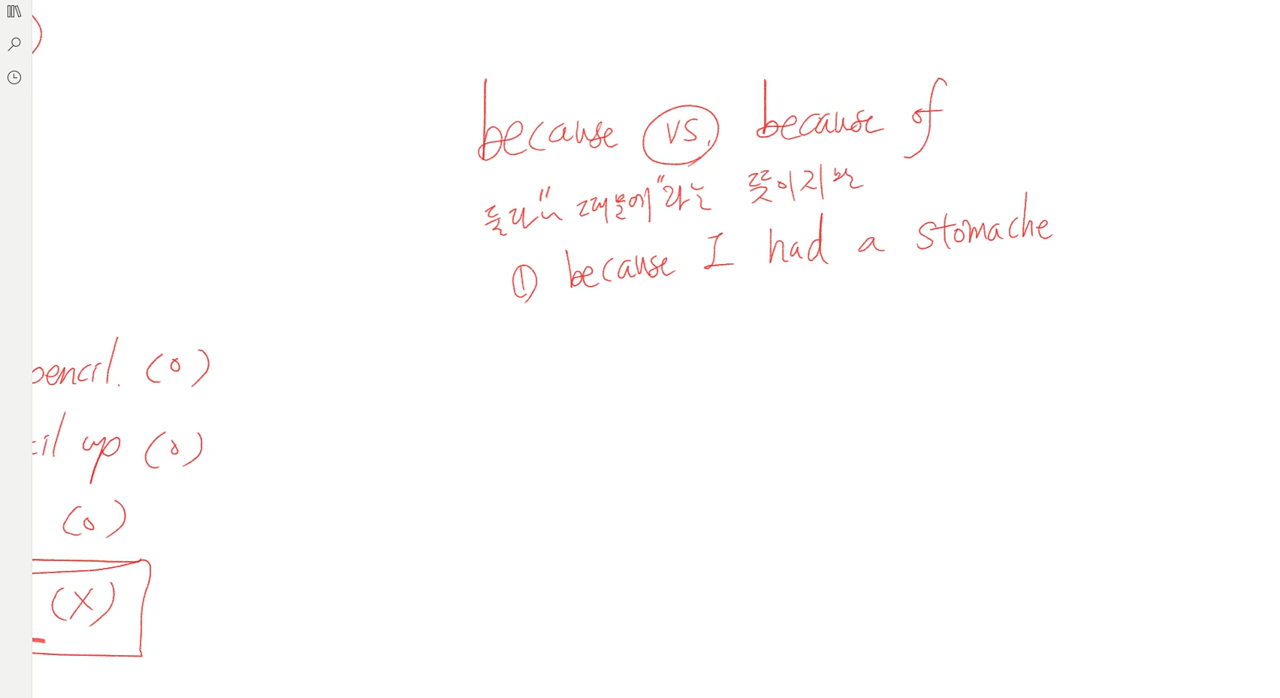 because vs. because of
둘다 "~ 때문에"라는 뜻이지만
① because I had a stomache
pencil. (o)
cil up (o)
(o)
(X)